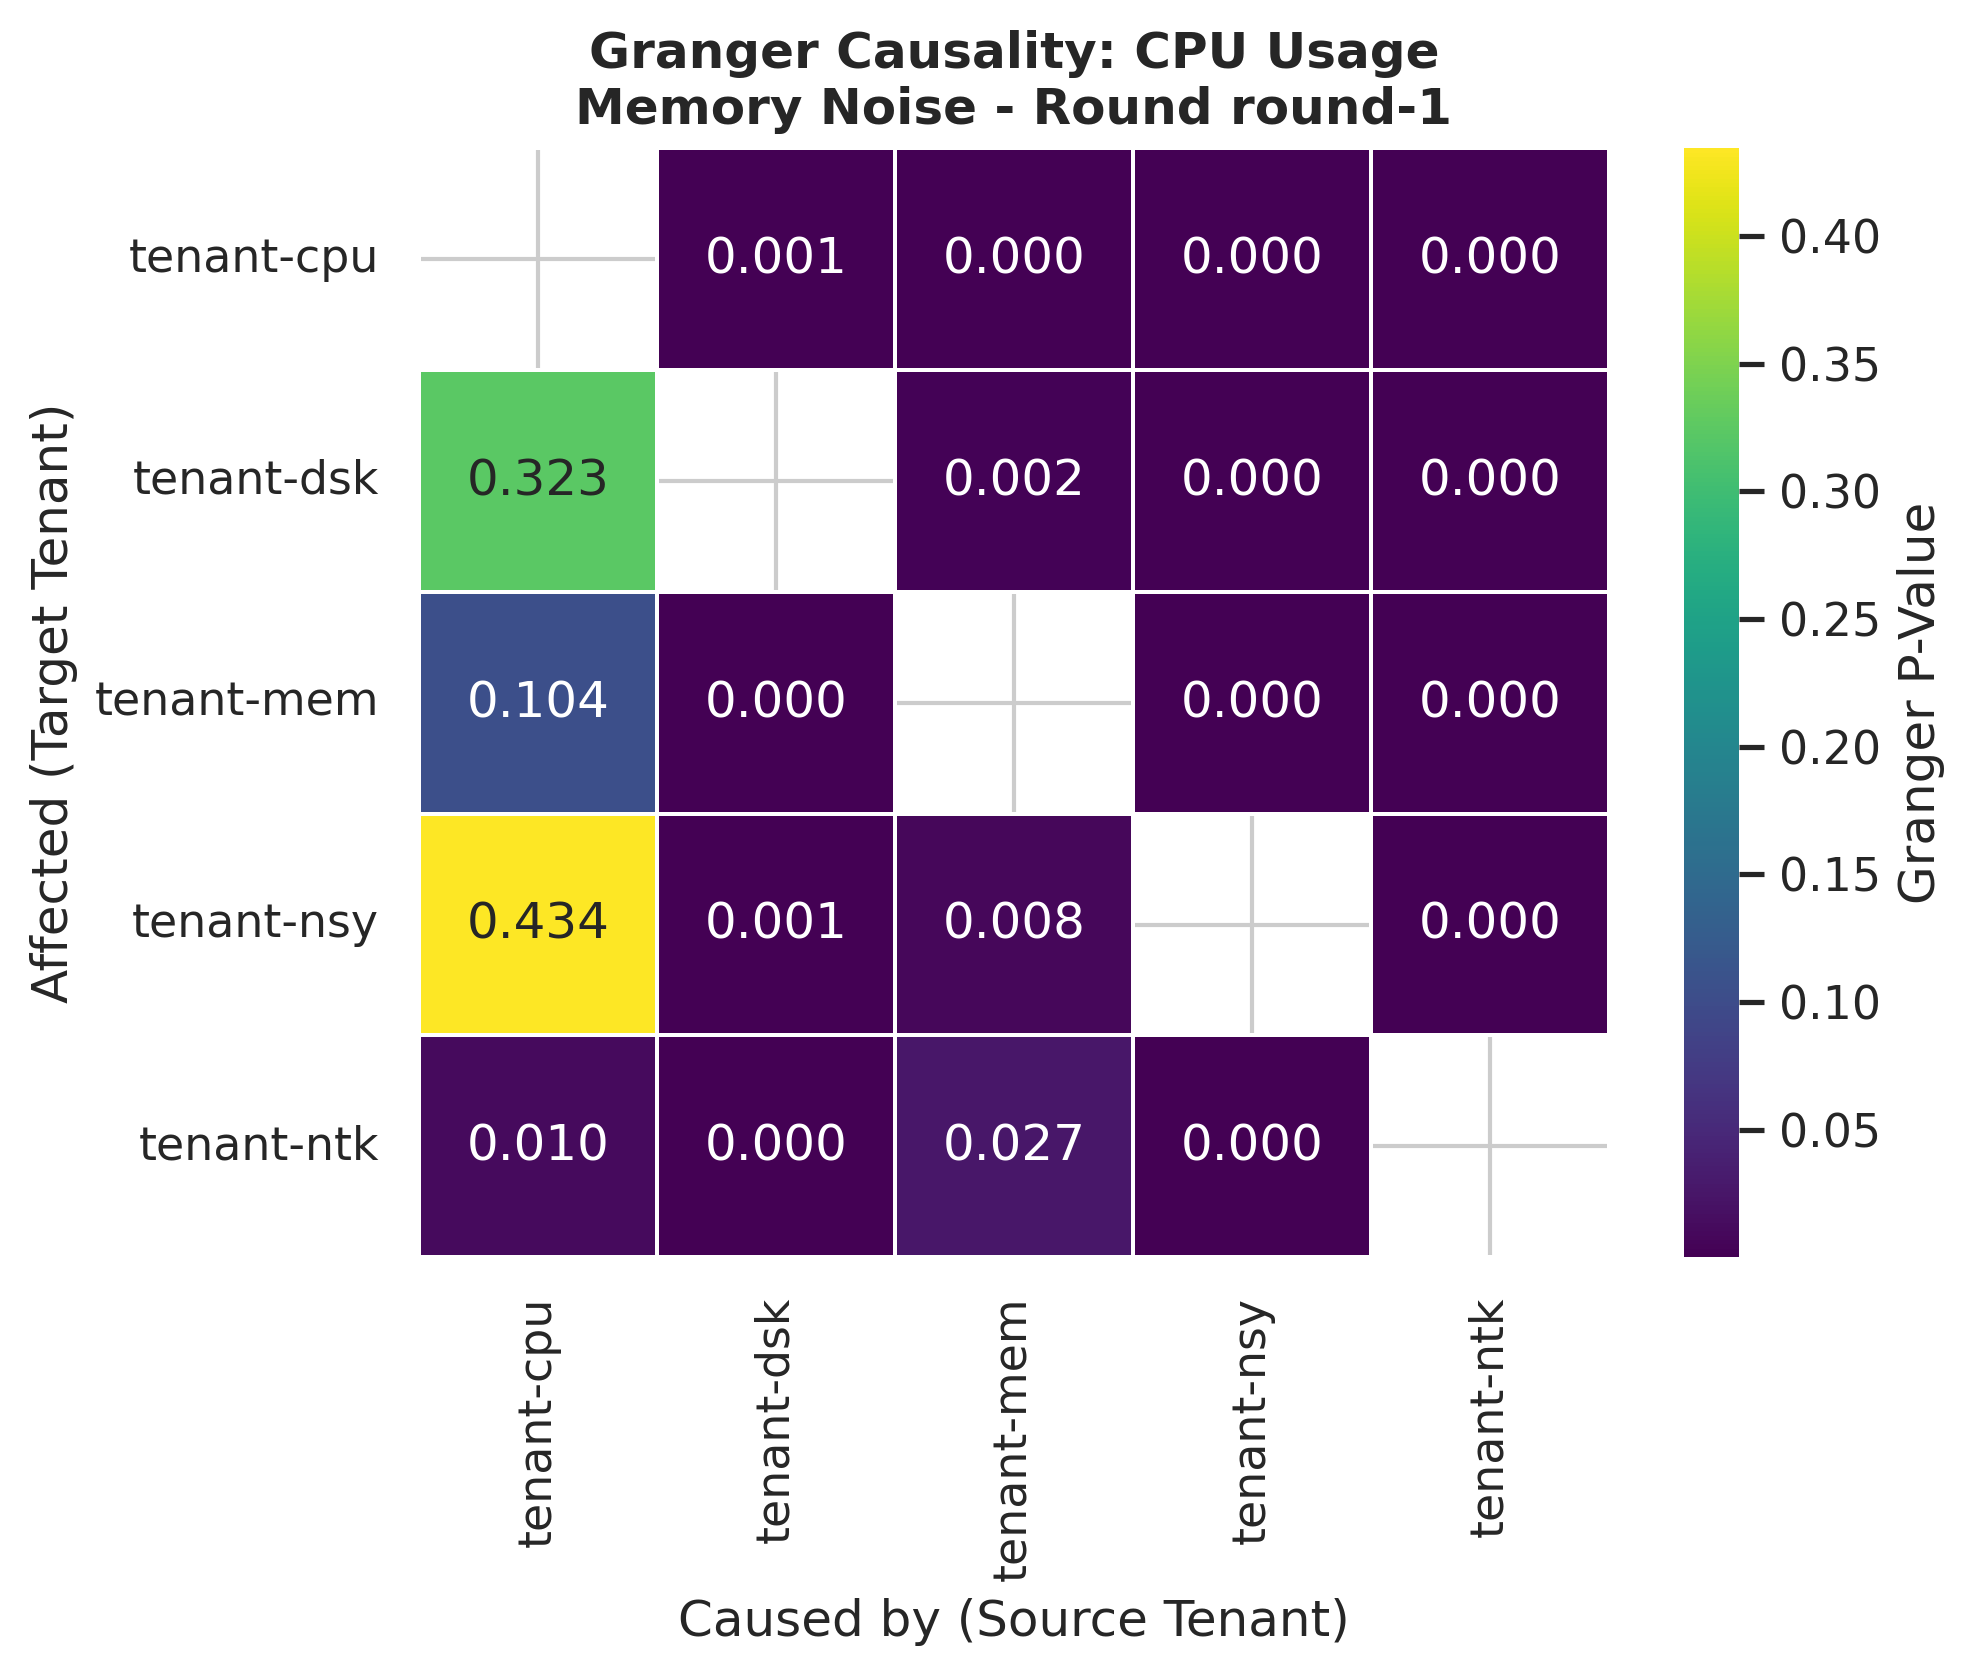 Granger Causality: CPU Usage
Memory Noise - Round round-1
Affected (Target Tenant)
tenant-cpu 0.001 0.000 0.000 0.000
tenant-dsk 0.323 0.002 0.000 0.000
tenant-mem 0.104 0.000 0.000 0.000
tenant-nsy 0.434 0.001 0.008 0.000
tenant-ntk 0.010 0.000 0.027 0.000
tenant-cpu
tenant-dsk
tenant-mem
tenant-nsy
tenant-ntk
Caused by (Source Tenant)
0.40
0.35
0.30
0.25
0.20
0.15
0.10
0.05
Granger P-Value